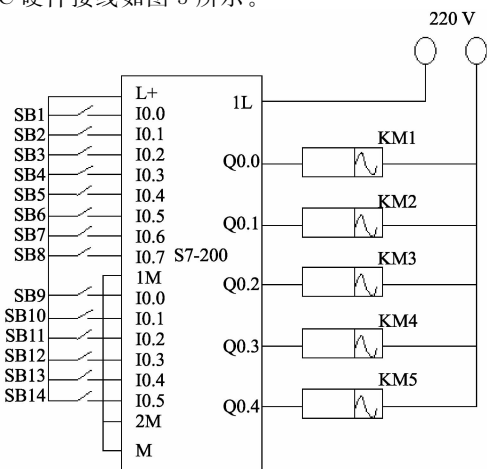 C硬件接线如图3所示。
220 V
L+
1L
SB1 I0.0
SB2 I0.1
KM1
SB3 I0.2
Q0.0
SB4 I0.3
SB5 I0.4
KM2
SB6 I0.5
Q0.1
SB7 I0.6
SB8 I0.7 S7-200
KM3
1M
Q0.2
SB9 I0.0
SB10 I0.1
KM4
SB11 I0.2
Q0.3
SB12 I0.3
SB13 I0.4
KM5
SB14 I0.5
Q0.4
2M
M